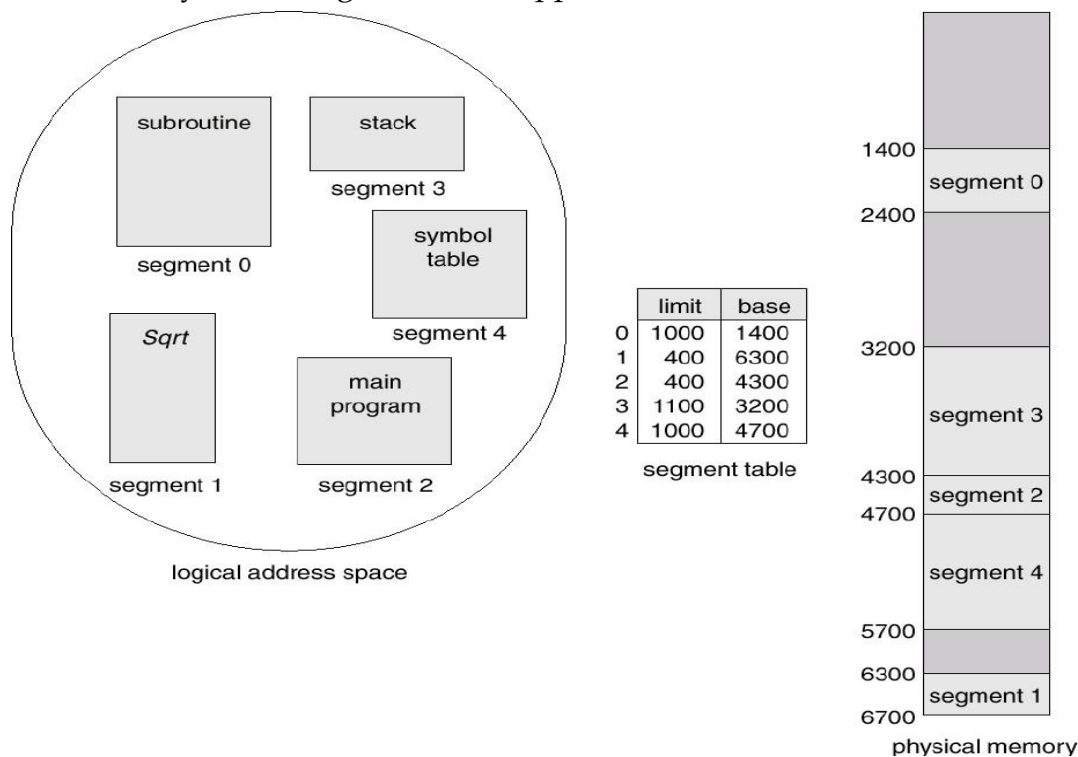 subroutine
segment 0
stack
segment 3
symbol
table
segment 4
Sqrt
segment 1
main
program
segment 2
logical address space
limit base
0 1000 1400
1 400 6300
2 400 4300
3 1100 3200
4 1000 4700
segment table
1400
segment 0
2400
3200
segment 3
4300
segment 2
4700
segment 4
5700
6300
segment 1
6700
physical memory